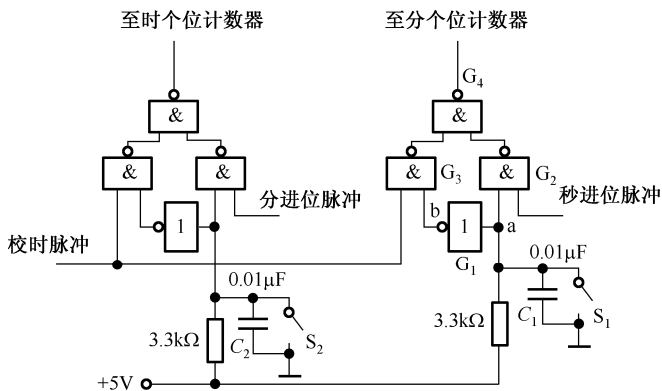 至时个位计数器
至分个位计数器
G4
&
&
&
&
&
G3
&
G2
分进位脉冲
秒进位脉冲
1
b
1
a
校时脉冲
G1
0.01μF
0.01μF
3.3kΩ
C2
S2
3.3kΩ
C1
S1
+5V